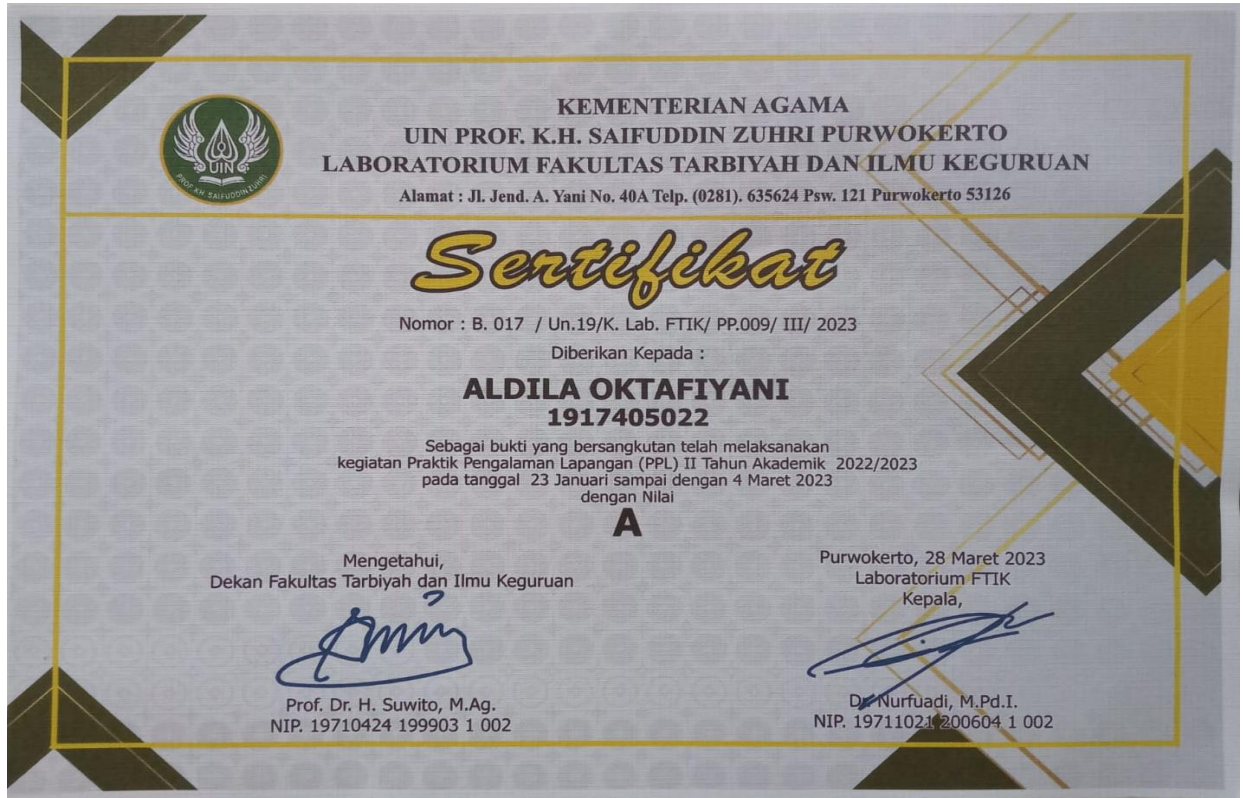 KEMENTERIAN AGAMA
UIN PROF. K.H. SAIFUDDIN ZUHRI PURWOKERTO
LABORATORIUM FAKULTAS TARBIYAH DAN ILMU KEGURUAN
Alamat : Jl. Jend. A. Yani No. 40A Telp. (0281). 635624 Psw. 121 Purwokerto 53126
UIN
PROF. K.H. SAIFUDDIN ZUHRI
Sertifikat
Nomor : B. 017 / Un.19/K. Lab. FTIK/ PP.009/ III/ 2023
Diberikan Kepada :
ALDILA OKTAFIYANI
1917405022
Sebagai bukti yang bersangkutan telah melaksanakan
kegiatan Praktik Pengalaman Lapangan (PPL) II Tahun Akademik 2022/2023
pada tanggal 23 Januari sampai dengan 4 Maret 2023
dengan Nilai
A
Mengetahui,
Dekan Fakultas Tarbiyah dan Ilmu Keguruan
Prof. Dr. H. Suwito, M.Ag.
NIP. 19710424 199903 1 002
Purwokerto, 28 Maret 2023
Laboratorium FTIK
Kepala,
Dr. Nurfuadi, M.Pd.I.
NIP. 19711021 200604 1 002